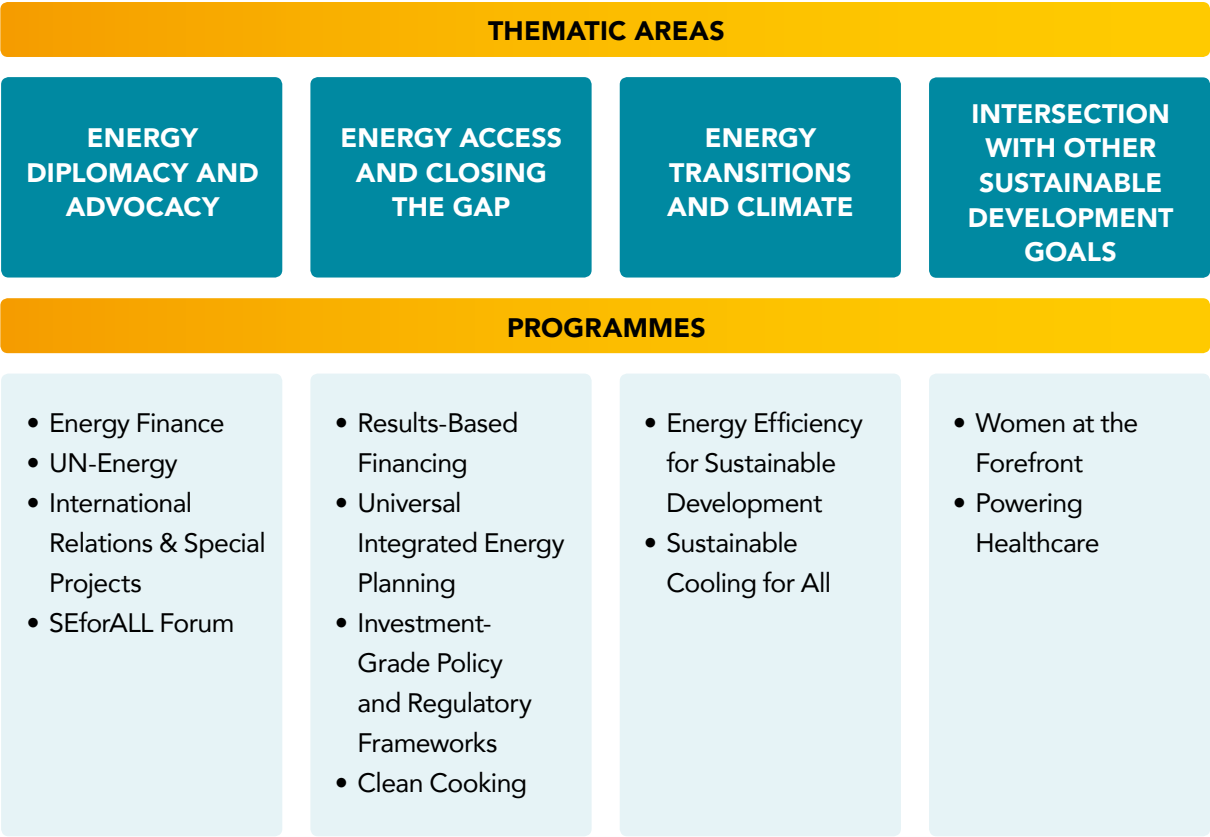 THEMATIC AREAS
ENERGY
DIPLOMACY AND
ADVOCACY
ENERGY ACCESS
AND CLOSING
THE GAP
ENERGY
TRANSITIONS
AND CLIMATE
INTERSECTION
WITH OTHER
SUSTAINABLE
DEVELOPMENT
GOALS
PROGRAMMES
• Energy Finance
• UN-Energy
• International
Relations & Special
Projects
• SEforALL Forum
• Results-Based
Financing
• Universal
Integrated Energy
Planning
• Investment-
Grade Policy
and Regulatory
Frameworks
• Clean Cooking
• Energy Efficiency
for Sustainable
Development
• Sustainable
Cooling for All
• Women at the
Forefront
• Powering
Healthcare